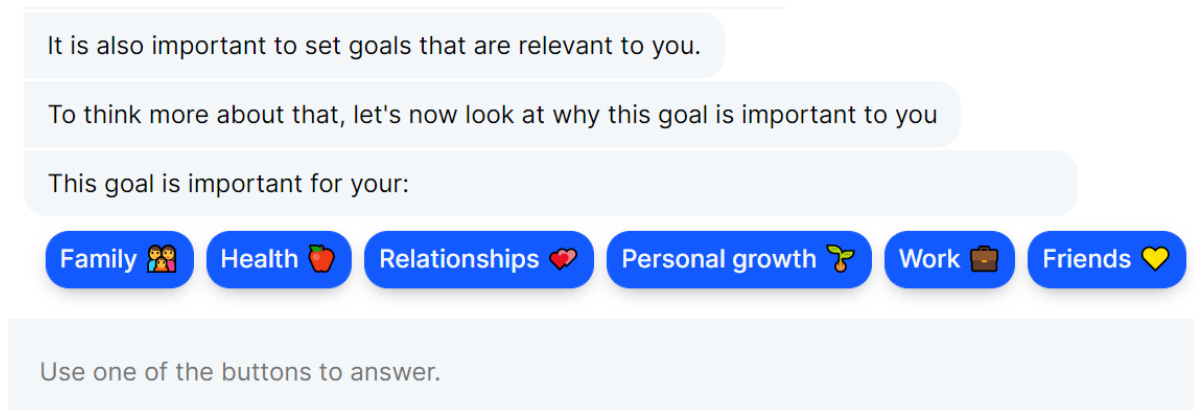 It is also important to set goals that are relevant to you.
To think more about that, let's now look at why this goal is important to you
This goal is important for your:
Family 👨‍👩‍👧 Health 🍎 Relationships 💕 Personal growth 🌱 Work 💼 Friends 💛
Use one of the buttons to answer.